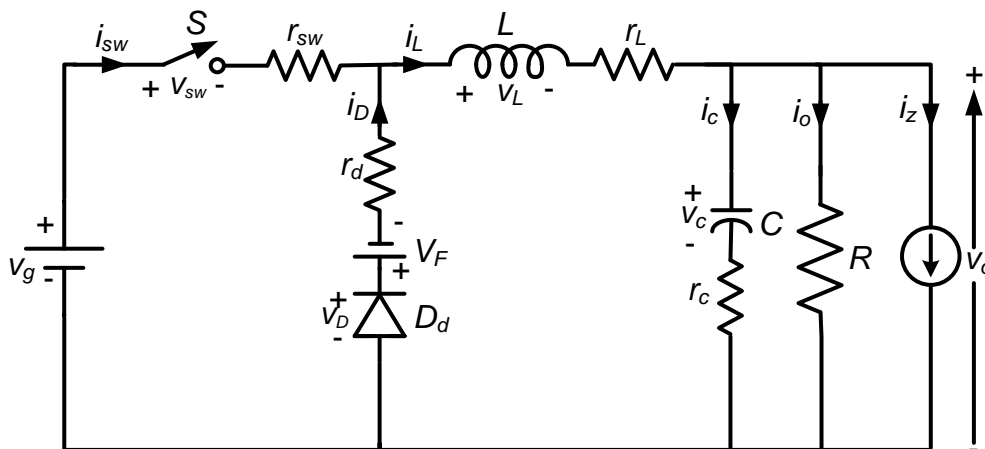 S
i_sw
r_sw
i_L
L
r_L
+ v_sw -
+ v_L -
i_D
i_c
i_o
i_z
+
r_d
-
+
v_c
-
C
+
v_g
-
V_F
+
R
r_c
+
v_D
-
D_d
-